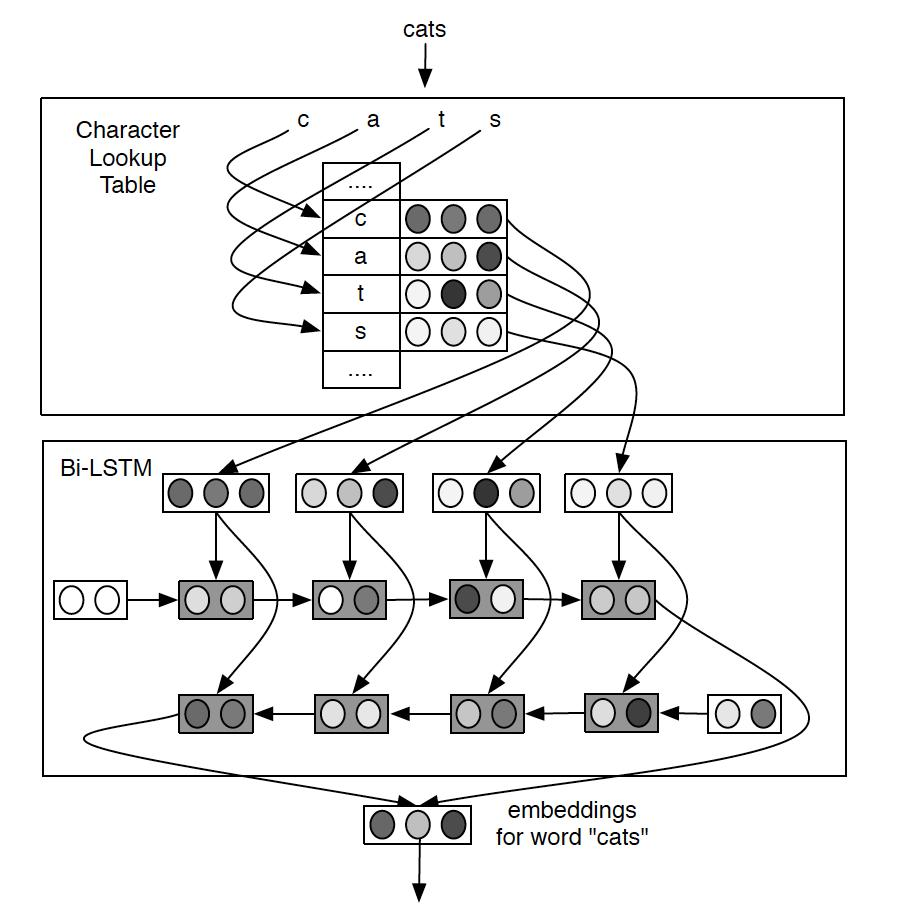 cats
c a t s
Character
Lookup
Table
....
c
a
t
s
....
Bi-LSTM
embeddings
for word "cats"